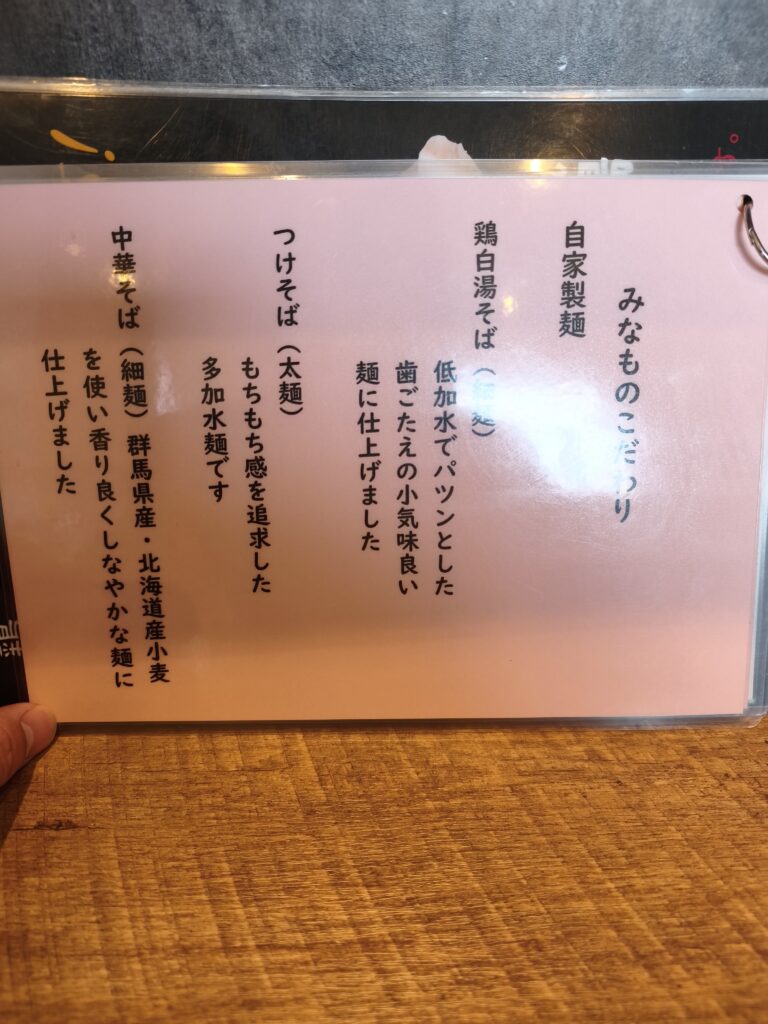 みなものこだわり
自家製麺
鶏白湯そば（細麺）
低加水でパツンとした
歯ごたえの小気味良い
麺に仕上げました
つけそば（太麺）
もちもち感を追求した
多加水麺です
中華そば（細麺）群馬県産・北海道産小麦
を使い香り良くしなやかな麺に
仕上げました